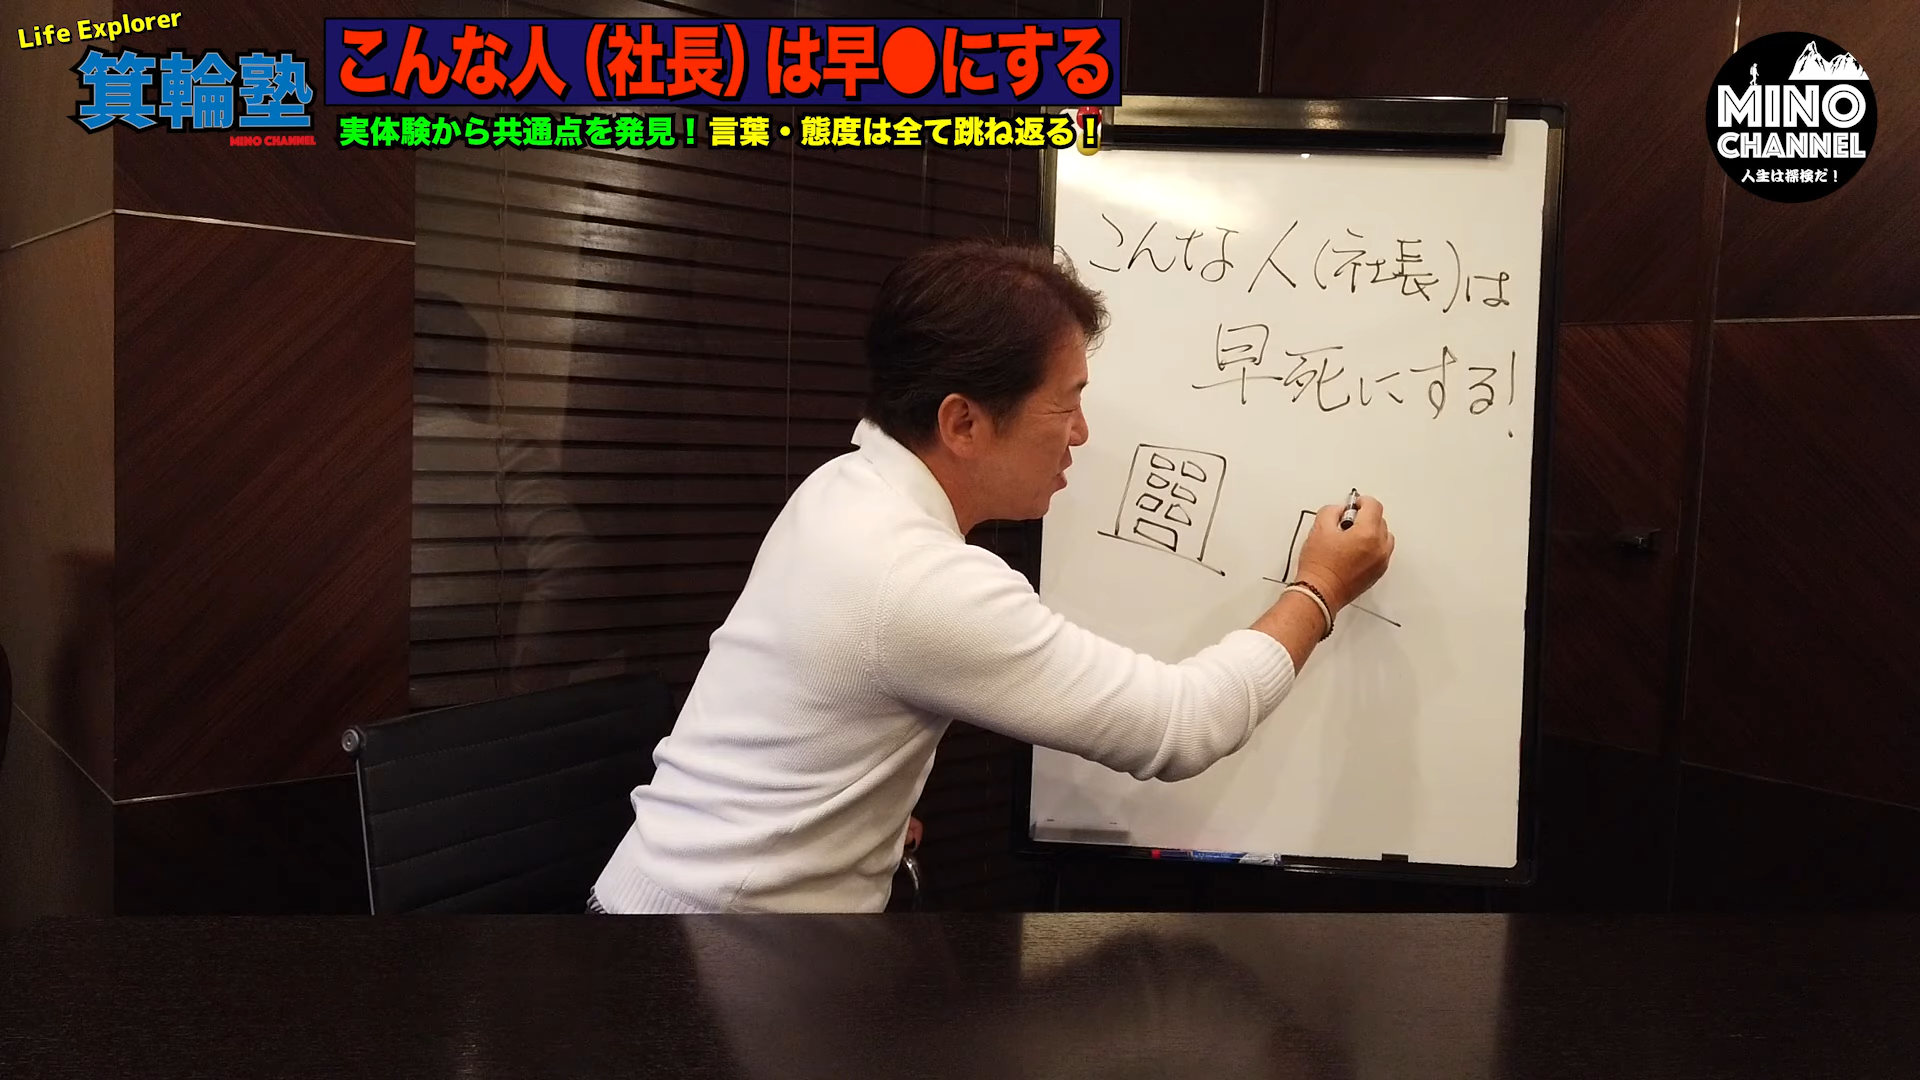 Life Explorer
箕輪塾
MINO CHANNEL
こんな人（社長）は早●にする
実体験から共通点を発見！言葉・態度は全て跳ね返る！
MINO
CHANNEL
人生は探検だ！
こんな人(社長)は
早死にする!